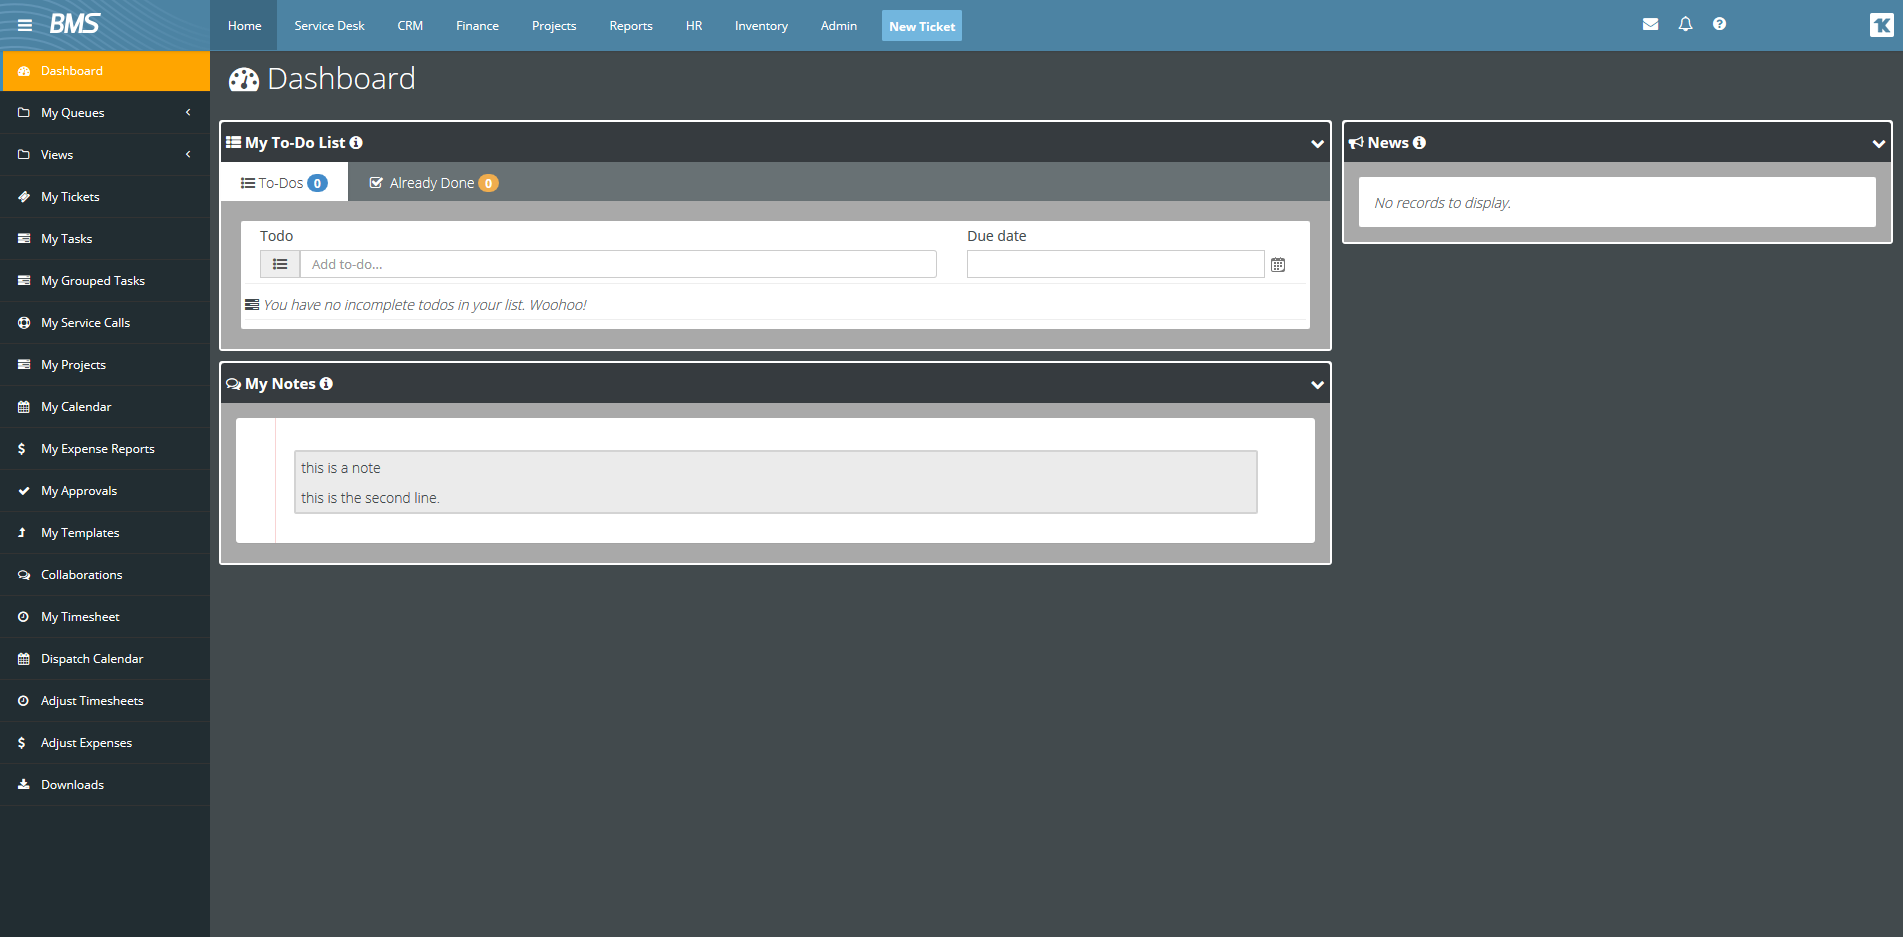 BMS
Home Service Desk CRM Finance Projects Reports HR Inventory Admin New Ticket
Dashboard
My Queues
Views
My Tickets
My Tasks
My Grouped Tasks
My Service Calls
My Projects
My Calendar
My Expense Reports
My Approvals
My Templates
Collaborations
My Timesheet
Dispatch Calendar
Adjust Timesheets
Adjust Expenses
Downloads
Dashboard
My To-Do List
To-Dos 0 Already Done 0
Todo Due date
Add to-do...
You have no incomplete todos in your list. Woohoo!
My Notes
this is a note
this is the second line.
News
No records to display.